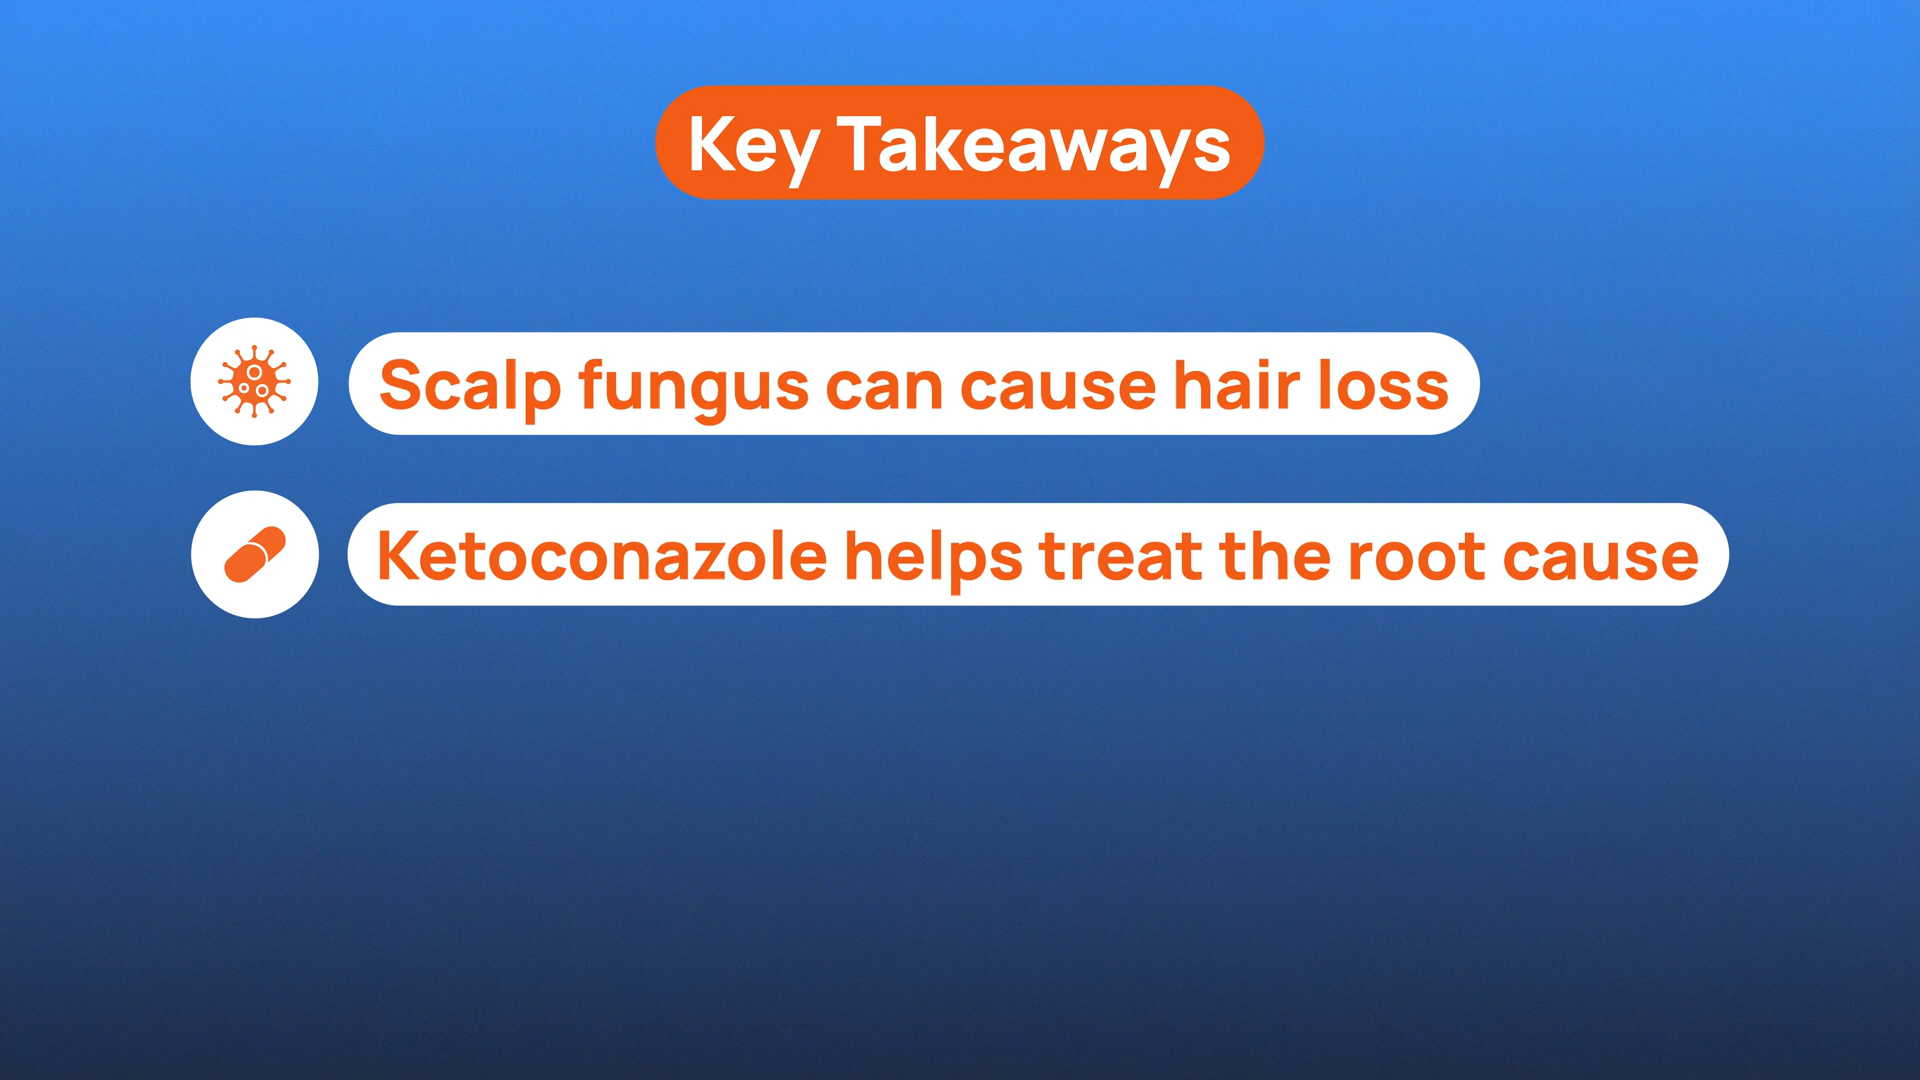 Key Takeaways
Scalp fungus can cause hair loss
Ketoconazole helps treat the root cause